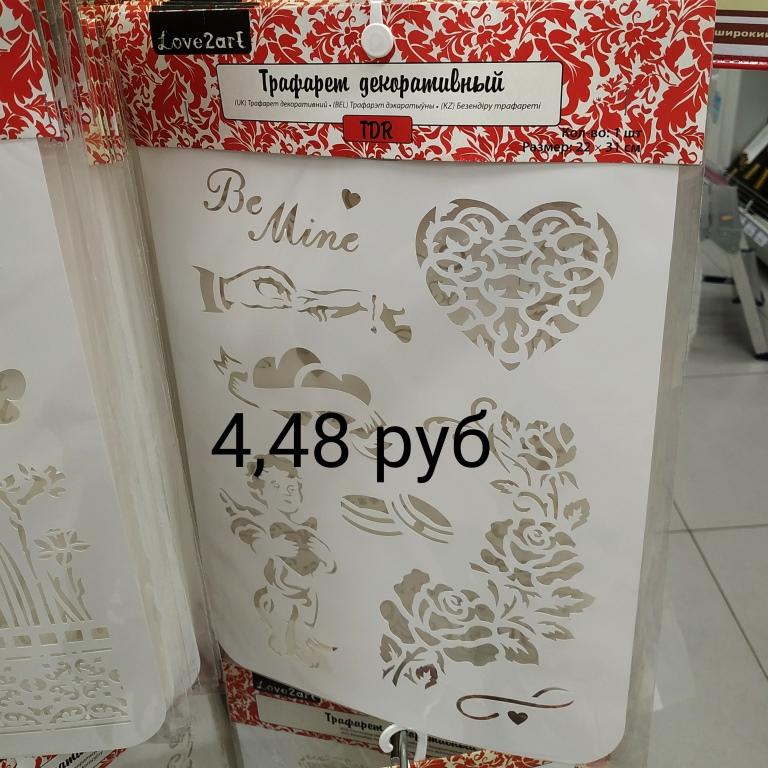 Love2art
Трафарет декоративный
(UK) Трафарет декоративний • (BEL) Трафарэт дэкаратыўны • (KZ) Безендіру трафареті
TDR
Кол-во: 1 шт
Размер: 22 × 31 см
широкий
Be
Mine
4,48 руб
Love2art
Трафарет